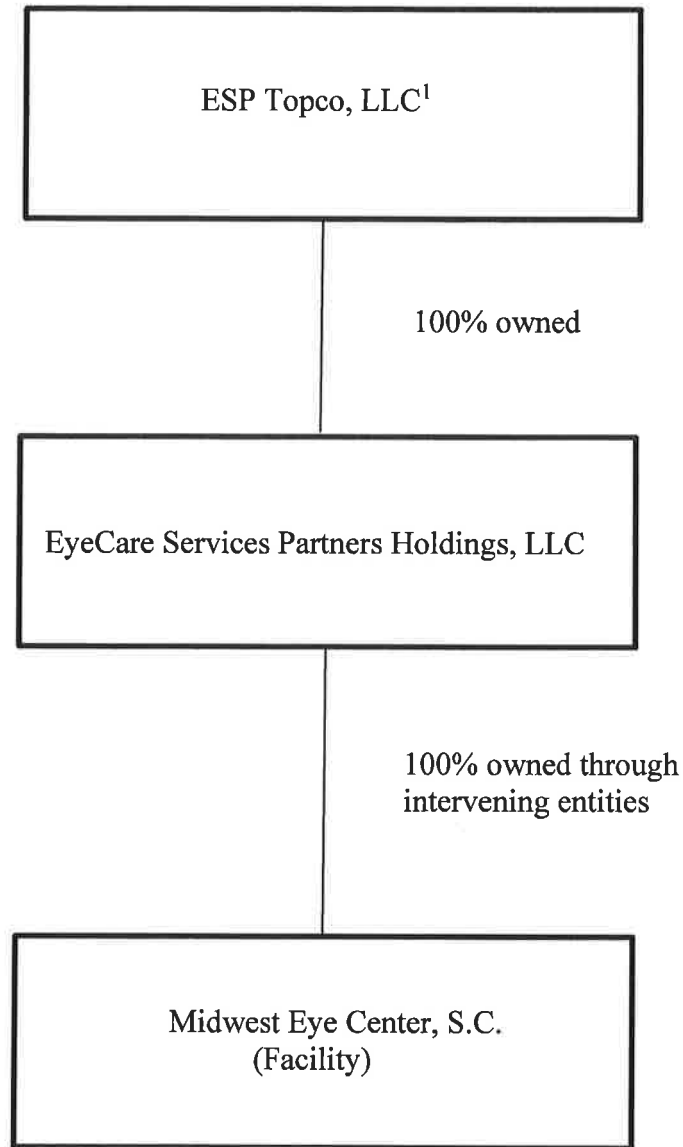 ESP Topco, LLC¹
100% owned
EyeCare Services Partners Holdings, LLC
100% owned through
intervening entities
Midwest Eye Center, S.C.
(Facility)